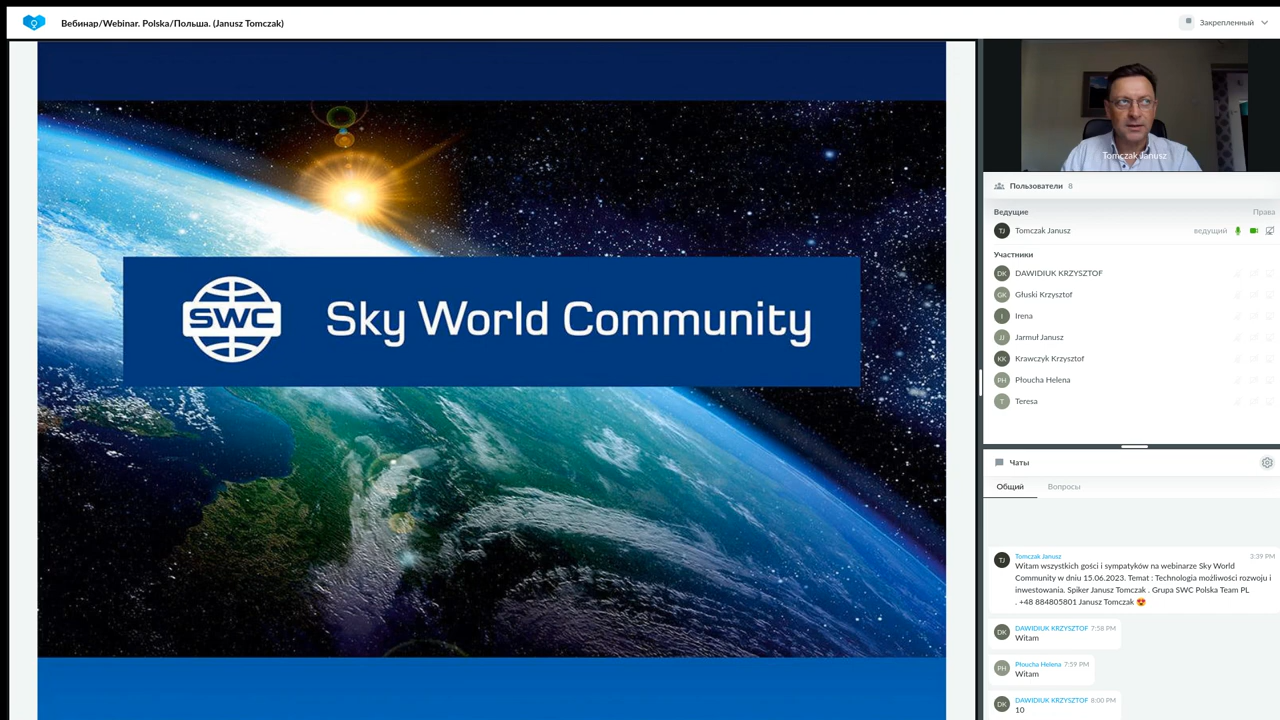 Вебинар/Webinar. Polska/Польша. (Janusz Tomczak)
Закрепленный
SWC
Sky World Community
Tomczak Janusz
Пользователи 8
Ведущие Права
TJ Tomczak Janusz ведущий
Участники
DK DAWIDIUK KRZYSZTOF
GK Głuski Krzysztof
I Irena
JJ Jarmuł Janusz
KK Krawczyk Krzysztof
PH Płoucha Helena
T Teresa
Чаты
Общий Вопросы
TJ Tomczak Janusz 3:39 PM
Witam wszystkich gości i sympatyków na webinarze Sky World
Community w dniu 15.06.2023. Temat : Technologia możliwości rozwoju i
inwestowania. Spiker Janusz Tomczak . Grupa SWC Polska Team PL
. +48 884805801 Janusz Tomczak 😍
DK DAWIDIUK KRZYSZTOF 7:58 PM
Witam
PH Płoucha Helena 7:59 PM
Witam
DK DAWIDIUK KRZYSZTOF 8:00 PM
10